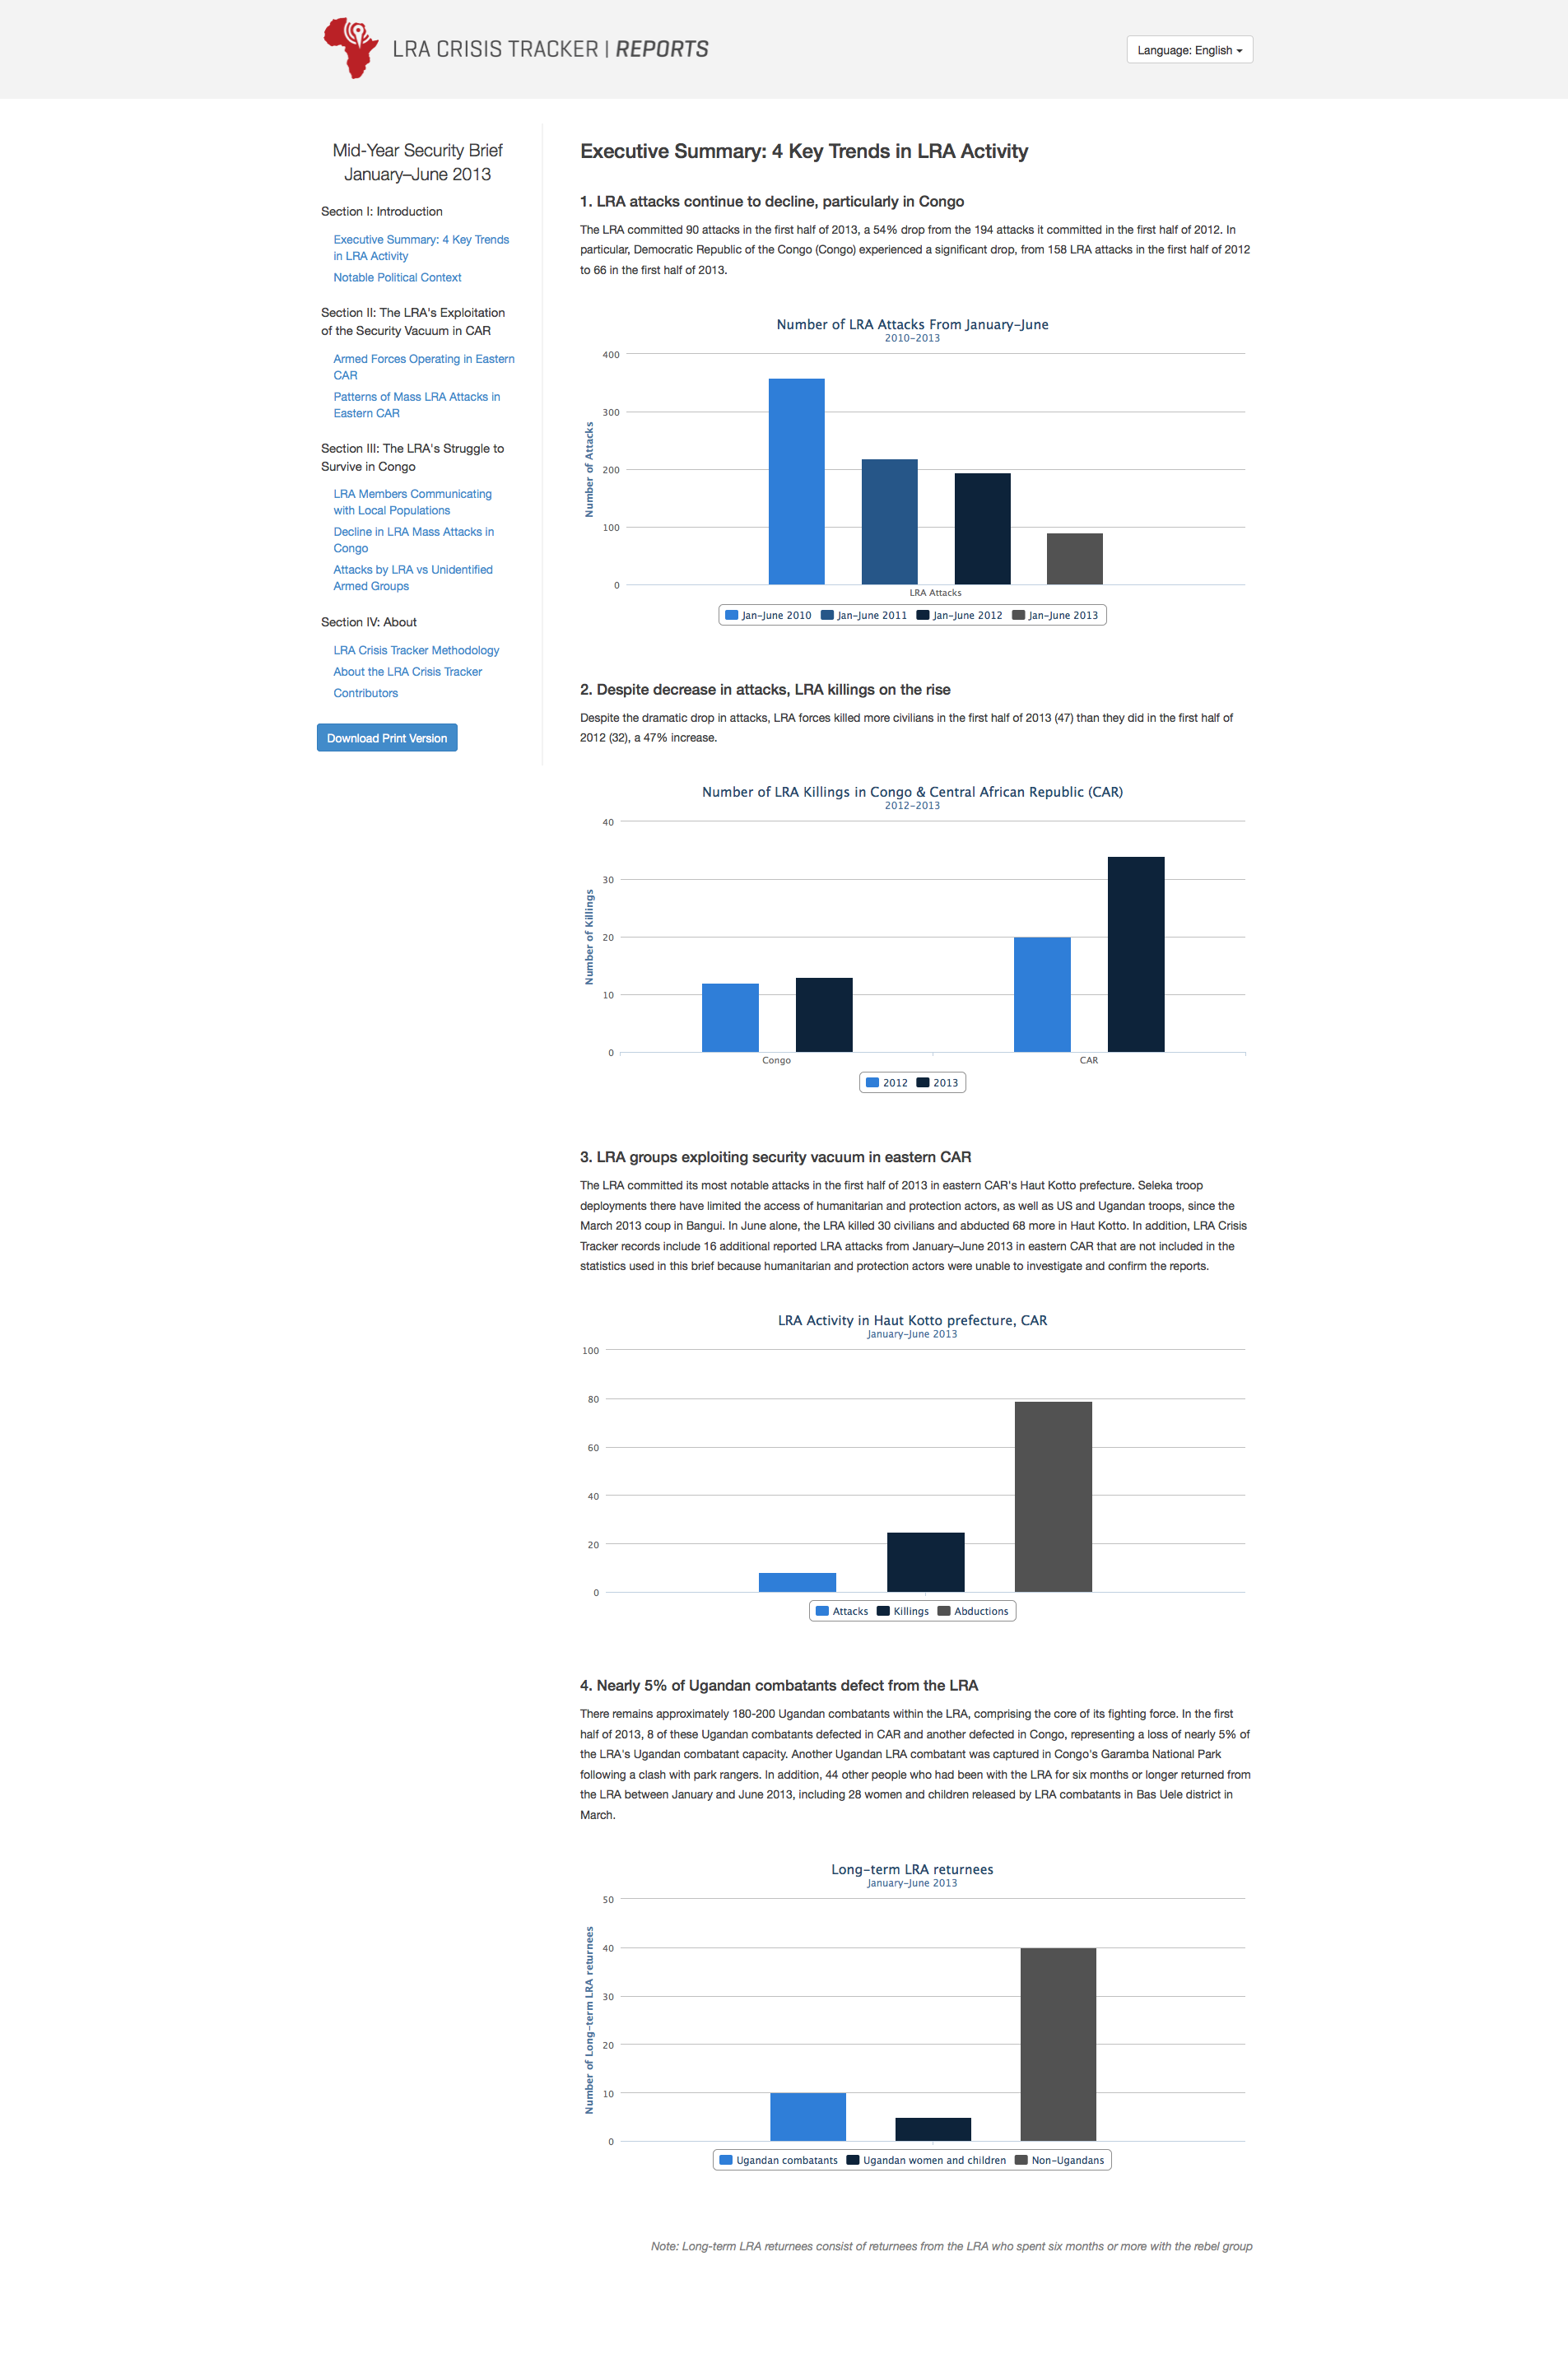 LRA CRISIS TRACKER | REPORTS
Language: English
Mid-Year Security Brief
January–June 2013
Section I: Introduction
Executive Summary: 4 Key Trends
in LRA Activity
Notable Political Context
Section II: The LRA's Exploitation
of the Security Vacuum in CAR
Armed Forces Operating in Eastern
CAR
Patterns of Mass LRA Attacks in
Eastern CAR
Section III: The LRA's Struggle to
Survive in Congo
LRA Members Communicating
with Local Populations
Decline in LRA Mass Attacks in
Congo
Attacks by LRA vs Unidentified
Armed Groups
Section IV: About
LRA Crisis Tracker Methodology
About the LRA Crisis Tracker
Contributors
Download Print Version
Executive Summary: 4 Key Trends in LRA Activity
1. LRA attacks continue to decline, particularly in Congo
The LRA committed 90 attacks in the first half of 2013, a 54% drop from the 194 attacks it committed in the first half of 2012. In
particular, Democratic Republic of the Congo (Congo) experienced a significant drop, from 158 LRA attacks in the first half of 2012
to 66 in the first half of 2013.
Number of LRA Attacks From January–June
2010–2013
Number of Attacks
400
300
200
100
0
LRA Attacks
Jan–June 2010 Jan–June 2011 Jan–June 2012 Jan–June 2013
2. Despite decrease in attacks, LRA killings on the rise
Despite the dramatic drop in attacks, LRA forces killed more civilians in the first half of 2013 (47) than they did in the first half of
2012 (32), a 47% increase.
Number of LRA Killings in Congo & Central African Republic (CAR)
2012–2013
Number of Killings
40
30
20
10
0
Congo CAR
2012 2013
3. LRA groups exploiting security vacuum in eastern CAR
The LRA committed its most notable attacks in the first half of 2013 in eastern CAR's Haut Kotto prefecture. Seleka troop
deployments there have limited the access of humanitarian and protection actors, as well as US and Ugandan troops, since the
March 2013 coup in Bangui. In June alone, the LRA killed 30 civilians and abducted 68 more in Haut Kotto. In addition, LRA Crisis
Tracker records include 16 additional reported LRA attacks from January–June 2013 in eastern CAR that are not included in the
statistics used in this brief because humanitarian and protection actors were unable to investigate and confirm the reports.
LRA Activity in Haut Kotto prefecture, CAR
January–June 2013
100
80
60
40
20
0
Attacks Killings Abductions
4. Nearly 5% of Ugandan combatants defect from the LRA
There remains approximately 180-200 Ugandan combatants within the LRA, comprising the core of its fighting force. In the first
half of 2013, 8 of these Ugandan combatants defected in CAR and another defected in Congo, representing a loss of nearly 5% of
the LRA's Ugandan combatant capacity. Another Ugandan LRA combatant was captured in Congo's Garamba National Park
following a clash with park rangers. In addition, 44 other people who had been with the LRA for six months or longer returned from
the LRA between January and June 2013, including 28 women and children released by LRA combatants in Bas Uele district in
March.
Long–term LRA returnees
January–June 2013
Number of Long–term LRA returnees
50
40
30
20
10
0
Ugandan combatants Ugandan women and children Non–Ugandans
Note: Long-term LRA returnees consist of returnees from the LRA who spent six months or more with the rebel group